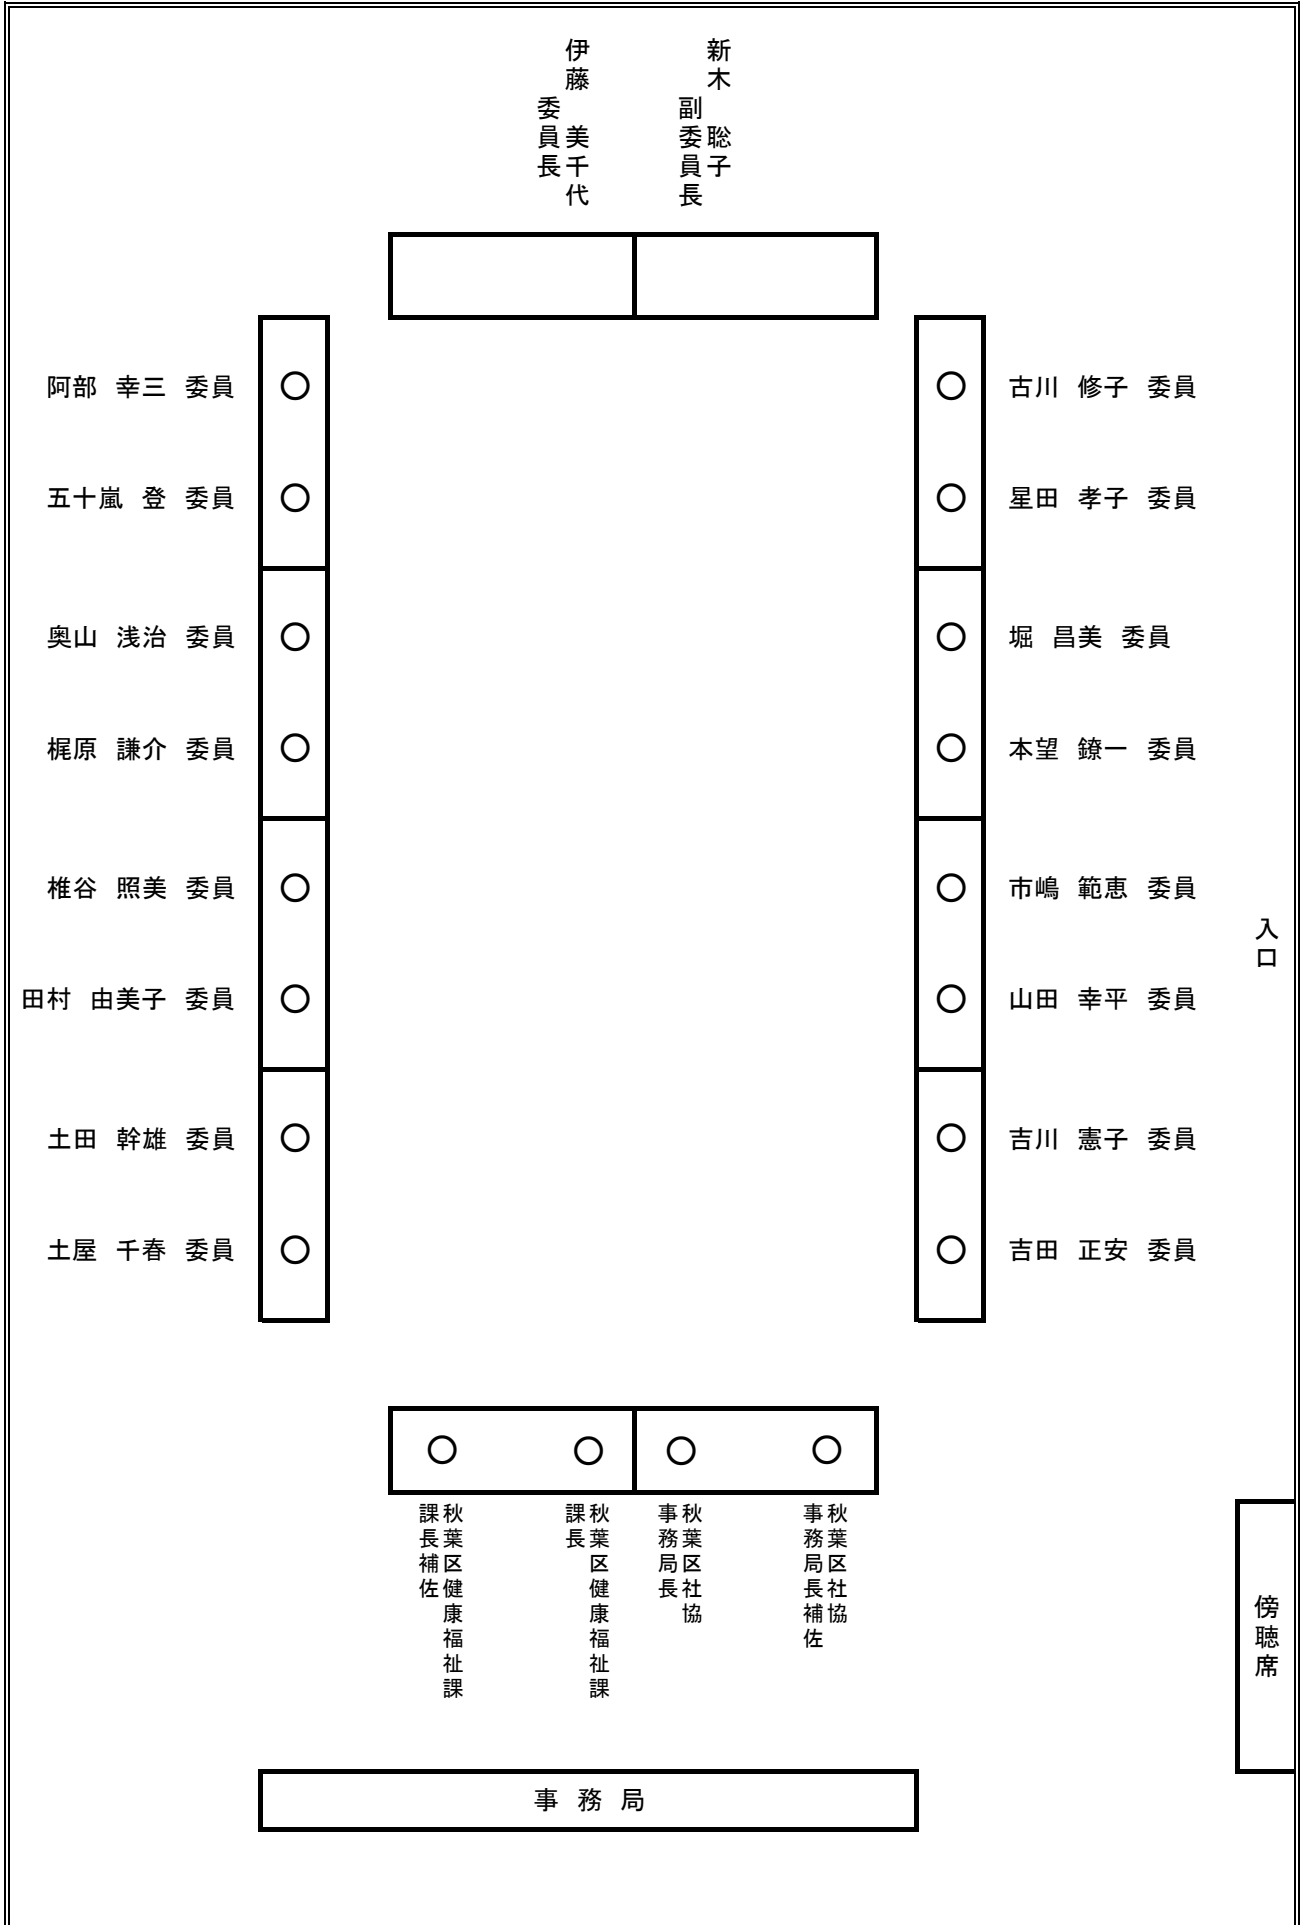 新木 聡子
副委員長
伊藤 美千代
委員長
阿部 幸三 委員
五十嵐 登 委員
奥山 浅治 委員
梶原 謙介 委員
椎谷 照美 委員
田村 由美子 委員
土田 幹雄 委員
土屋 千春 委員
古川 修子 委員
星田 孝子 委員
堀 昌美 委員
本望 鐐一 委員
市嶋 範恵 委員
山田 幸平 委員
吉川 憲子 委員
吉田 正安 委員
入口
秋葉区社協
事務局長補佐
秋葉区社協
事務局長
秋葉区健康福祉課
課長
秋葉区健康福祉課
課長補佐
傍聴席
事務局